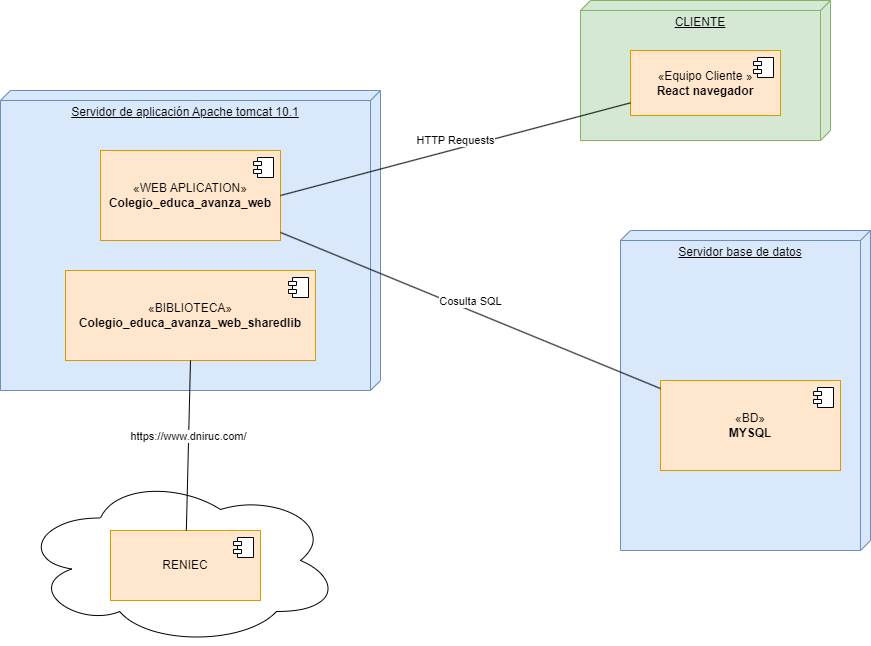 CLIENTE
«Equipo Cliente »
React navegador
Servidor de aplicación Apache tomcat 10.1
HTTP Requests
«WEB APLICATION»
Colegio_educa_avanza_web
Servidor base de datos
«BIBLIOTECA»
Colegio_educa_avanza_web_sharedlib
Cosulta SQL
«BD»
MYSQL
https://www.dniruc.com/
RENIEC